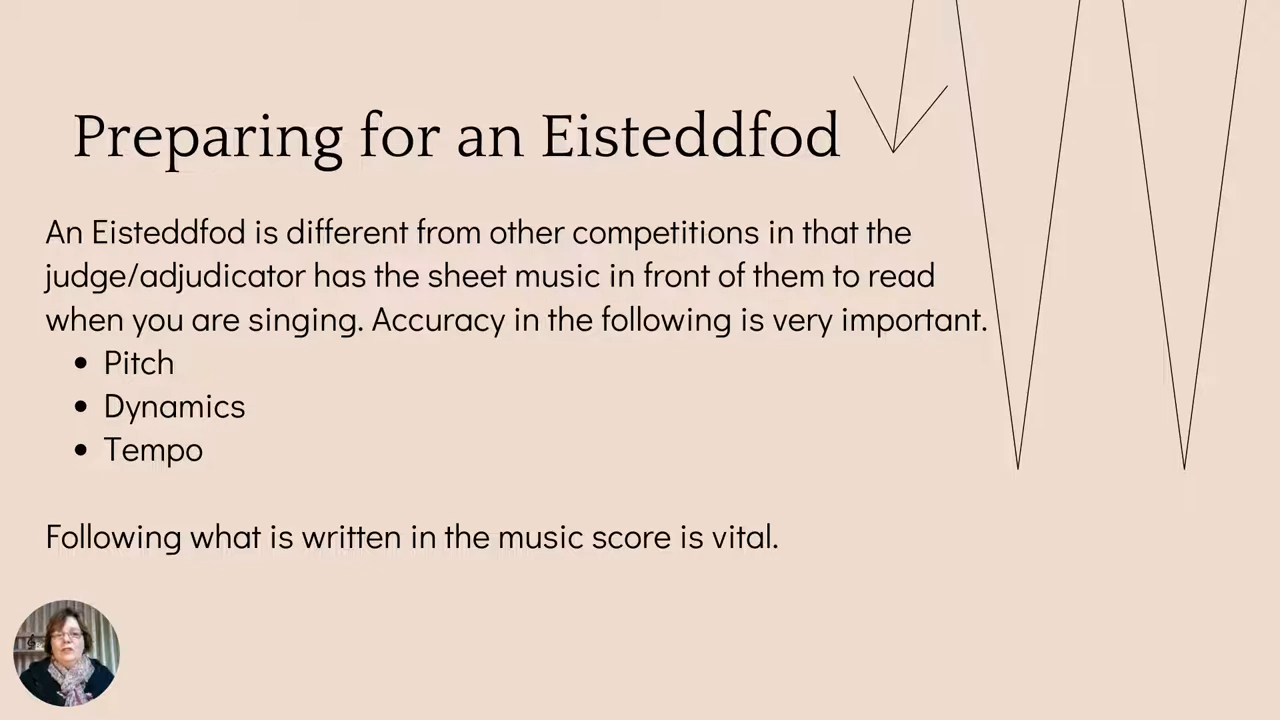 Preparing for an Eisteddfod
An Eisteddfod is different from other competitions in that the
judge/adjudicator has the sheet music in front of them to read
when you are singing. Accuracy in the following is very important.
• Pitch
• Dynamics
• Tempo
Following what is written in the music score is vital.